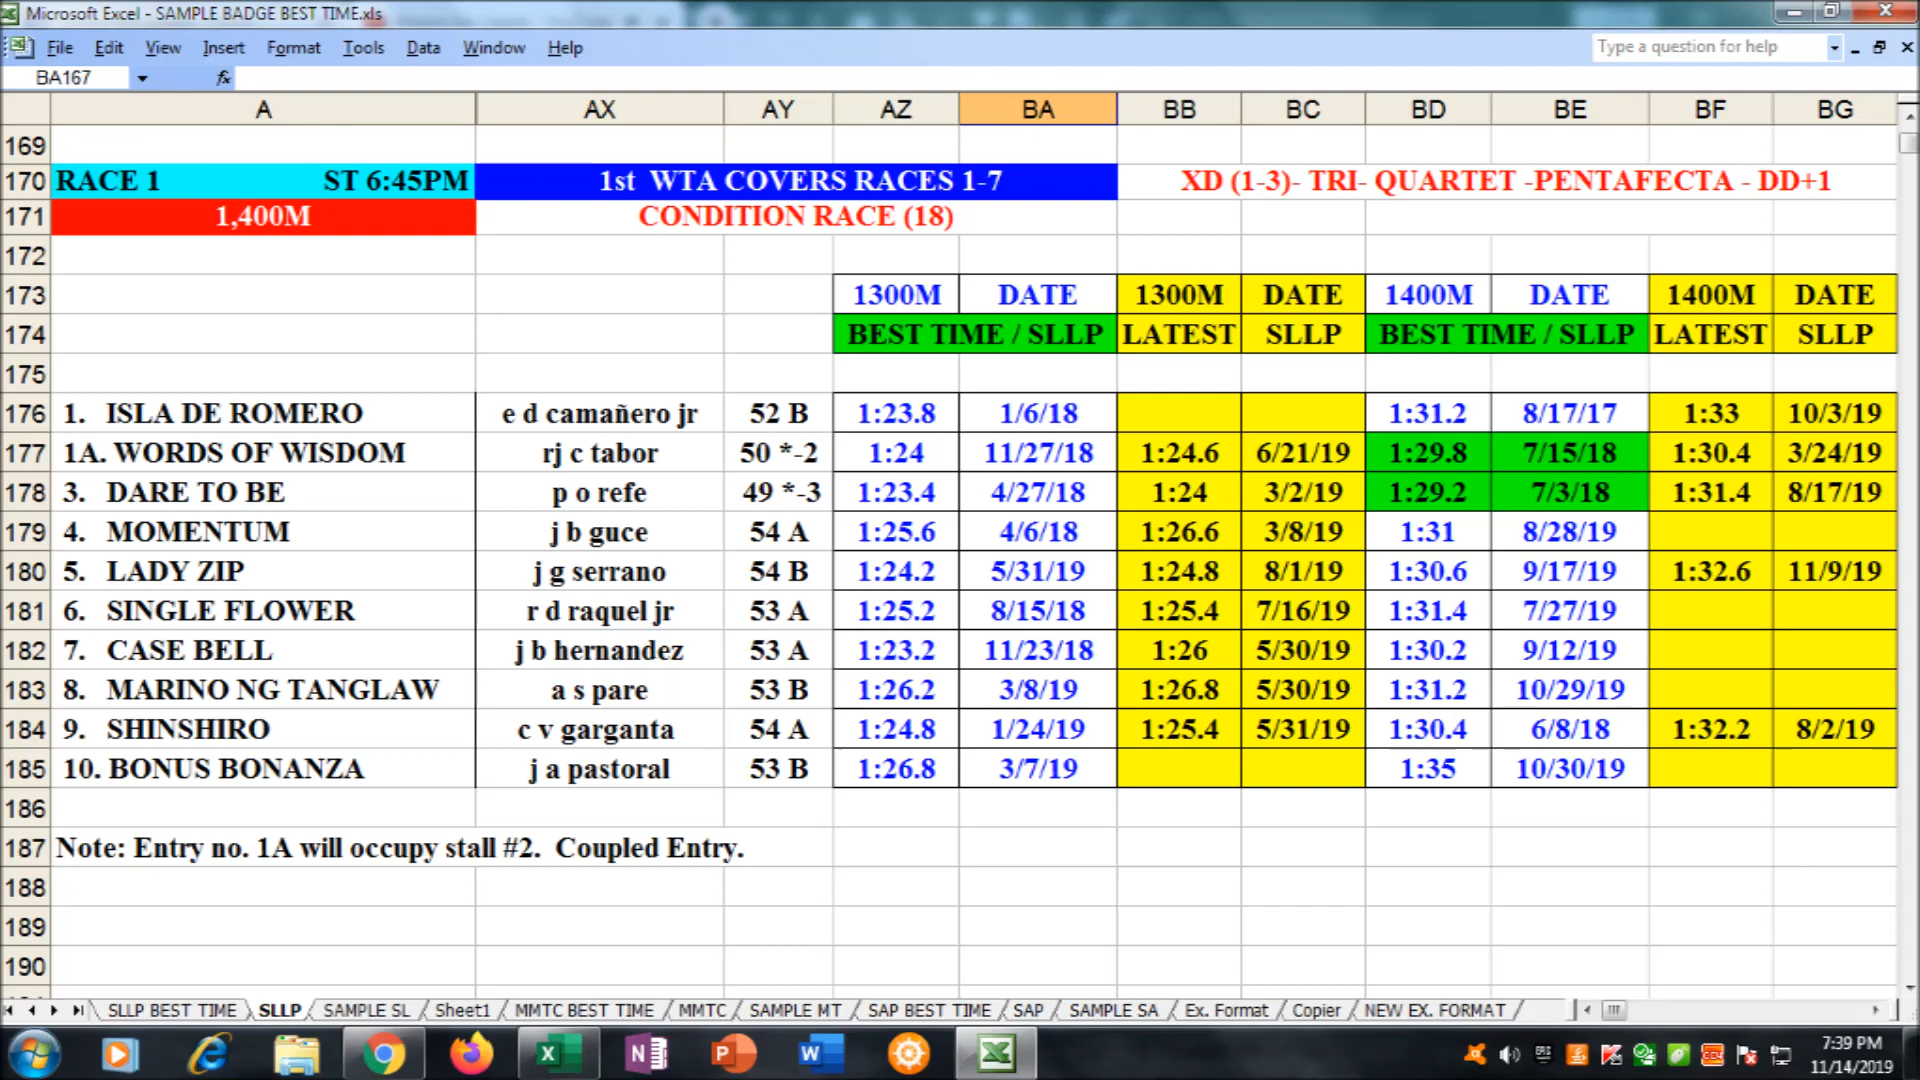 Microsoft Excel - SAMPLE BADGE BEST TIME.xls
File Edit View Insert Format Tools Data Window Help Type a question for help
BA167 fx
A AX AY AZ BA BB BC BD BE BF BG
169
170 RACE 1 ST 6:45PM 1st WTA COVERS RACES 1-7 XD (1-3)- TRI- QUARTET -PENTAFECTA - DD+1
171 1,400M CONDITION RACE (18)
172
173 1300M DATE 1300M DATE 1400M DATE 1400M DATE
174 BEST TIME / SLLP LATEST SLLP BEST TIME / SLLP LATEST SLLP
175
176 1. ISLA DE ROMERO e d camañero jr 52 B 1:23.8 1/6/18 1:31.2 8/17/17 1:33 10/3/19
177 1A. WORDS OF WISDOM rj c tabor 50 *-2 1:24 11/27/18 1:24.6 6/21/19 1:29.8 7/15/18 1:30.4 3/24/19
178 3. DARE TO BE p o refe 49 *-3 1:23.4 4/27/18 1:24 3/2/19 1:29.2 7/3/18 1:31.4 8/17/19
179 4. MOMENTUM j b guce 54 A 1:25.6 4/6/18 1:26.6 3/8/19 1:31 8/28/19
180 5. LADY ZIP j g serrano 54 B 1:24.2 5/31/19 1:24.8 8/1/19 1:30.6 9/17/19 1:32.6 11/9/19
181 6. SINGLE FLOWER r d raquel jr 53 A 1:25.2 8/15/18 1:25.4 7/16/19 1:31.4 7/27/19
182 7. CASE BELL j b hernandez 53 A 1:23.2 11/23/18 1:26 5/30/19 1:30.2 9/12/19
183 8. MARINO NG TANGLAW a s pare 53 B 1:26.2 3/8/19 1:26.8 5/30/19 1:31.2 10/29/19
184 9. SHINSHIRO c v garganta 54 A 1:24.8 1/24/19 1:25.4 5/31/19 1:30.4 6/8/18 1:32.2 8/2/19
185 10. BONUS BONANZA j a pastoral 53 B 1:26.8 3/7/19 1:35 10/30/19
186
187 Note: Entry no. 1A will occupy stall #2. Coupled Entry.
188
189
190
SLLP BEST TIME SLLP SAMPLE SL Sheet1 MMTC BEST TIME MMTC SAMPLE MT SAP BEST TIME SAP SAMPLE SA Ex. Format Copier NEW EX. FORMAT
7:39 PM
11/14/2019